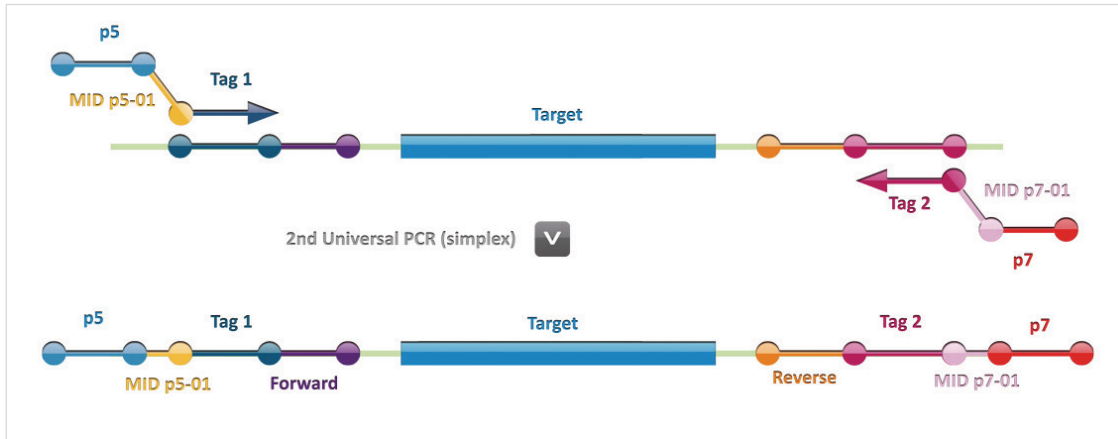 p5
MID p5-01
Tag 1
Target
MID p7-01
Tag 2
p7
2nd Universal PCR (simplex)
V
p5
Tag 1
Target
Tag 2
p7
MID p5-01
Forward
Reverse
MID p7-01